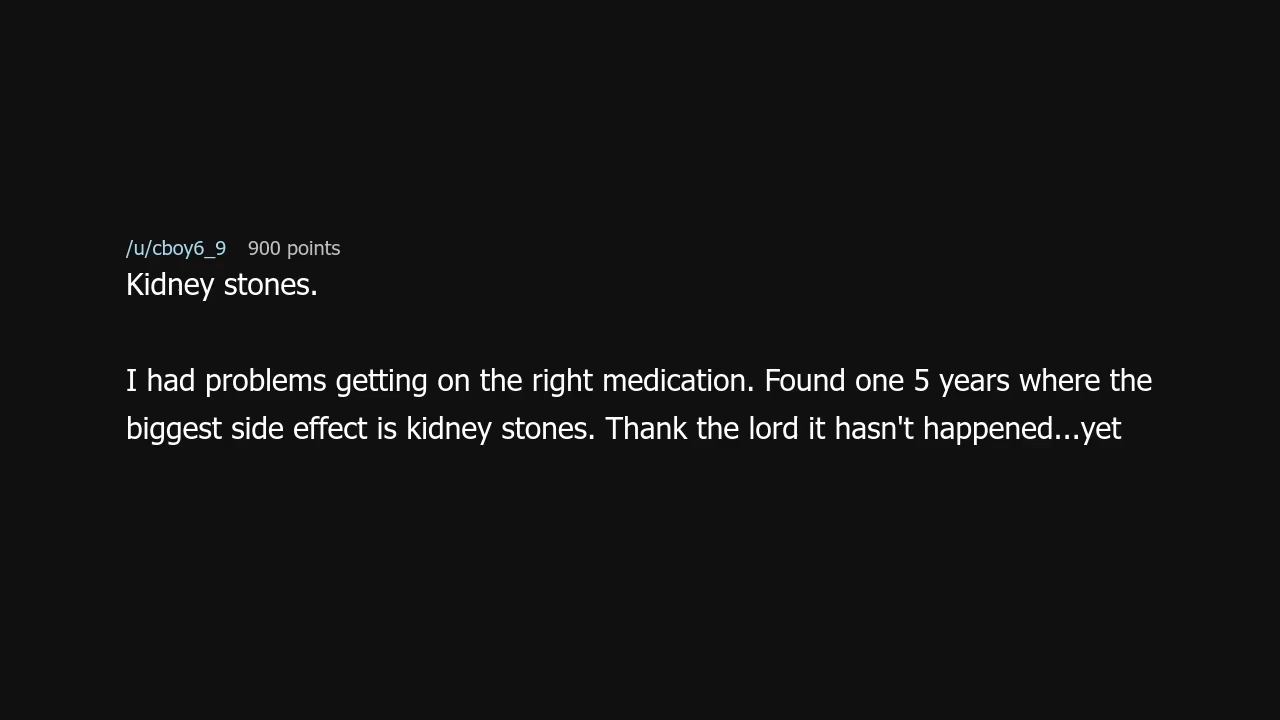 /u/cboy6_9 900 points
Kidney stones.
I had problems getting on the right medication. Found one 5 years where the
biggest side effect is kidney stones. Thank the lord it hasn't happened...yet